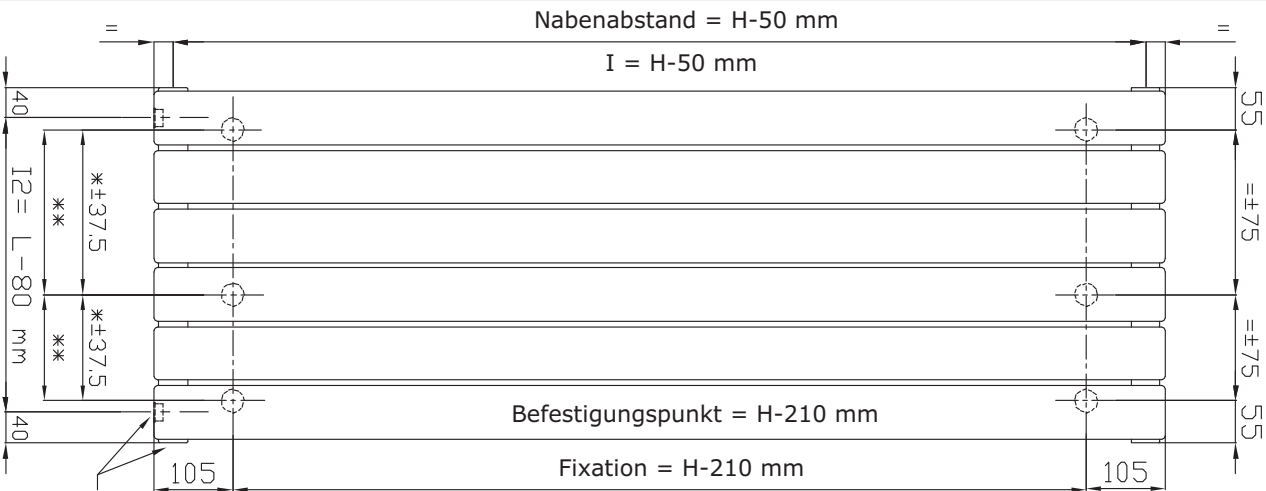 Nabenabstand = H-50 mm
=
=
I = H-50 mm
40
55
*±37.5
**
=±75
I2= L-80 mm
*±37.5
**
=±75
Befestigungspunkt = H-210 mm
40
55
105
Fixation = H-210 mm
105